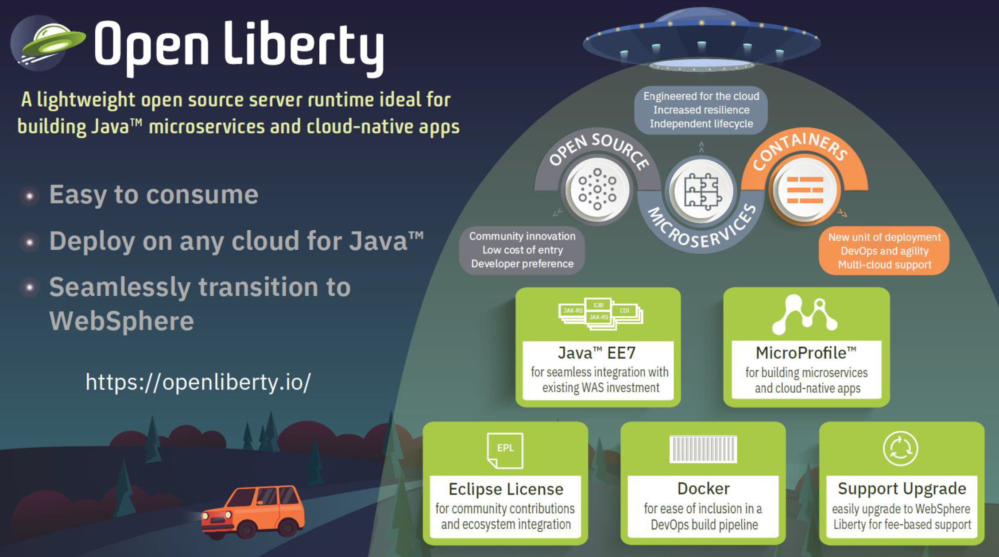 Open Liberty
A lightweight open source server runtime ideal for
building Java™ microservices and cloud-native apps
Easy to consume
Deploy on any cloud for Java™
Seamlessly transition to
WebSphere
https://openliberty.io/
Engineered for the cloud
Increased resilience
Independent lifecycle
OPEN SOURCE
MICROSERVICES
CONTAINERS
Community innovation
Low cost of entry
Developer preference
New unit of deployment
DevOps and agility
Multi-cloud support
EJB
JAX-RS
CDI
JAX-RS
Java™ EE7
for seamless integration with
existing WAS investment
MicroProfile™
for building microservices
and cloud-native apps
EPL
Eclipse License
for community contributions
and ecosystem integration
Docker
for ease of inclusion in a
DevOps build pipeline
Support Upgrade
easily upgrade to WebSphere
Liberty for fee-based support